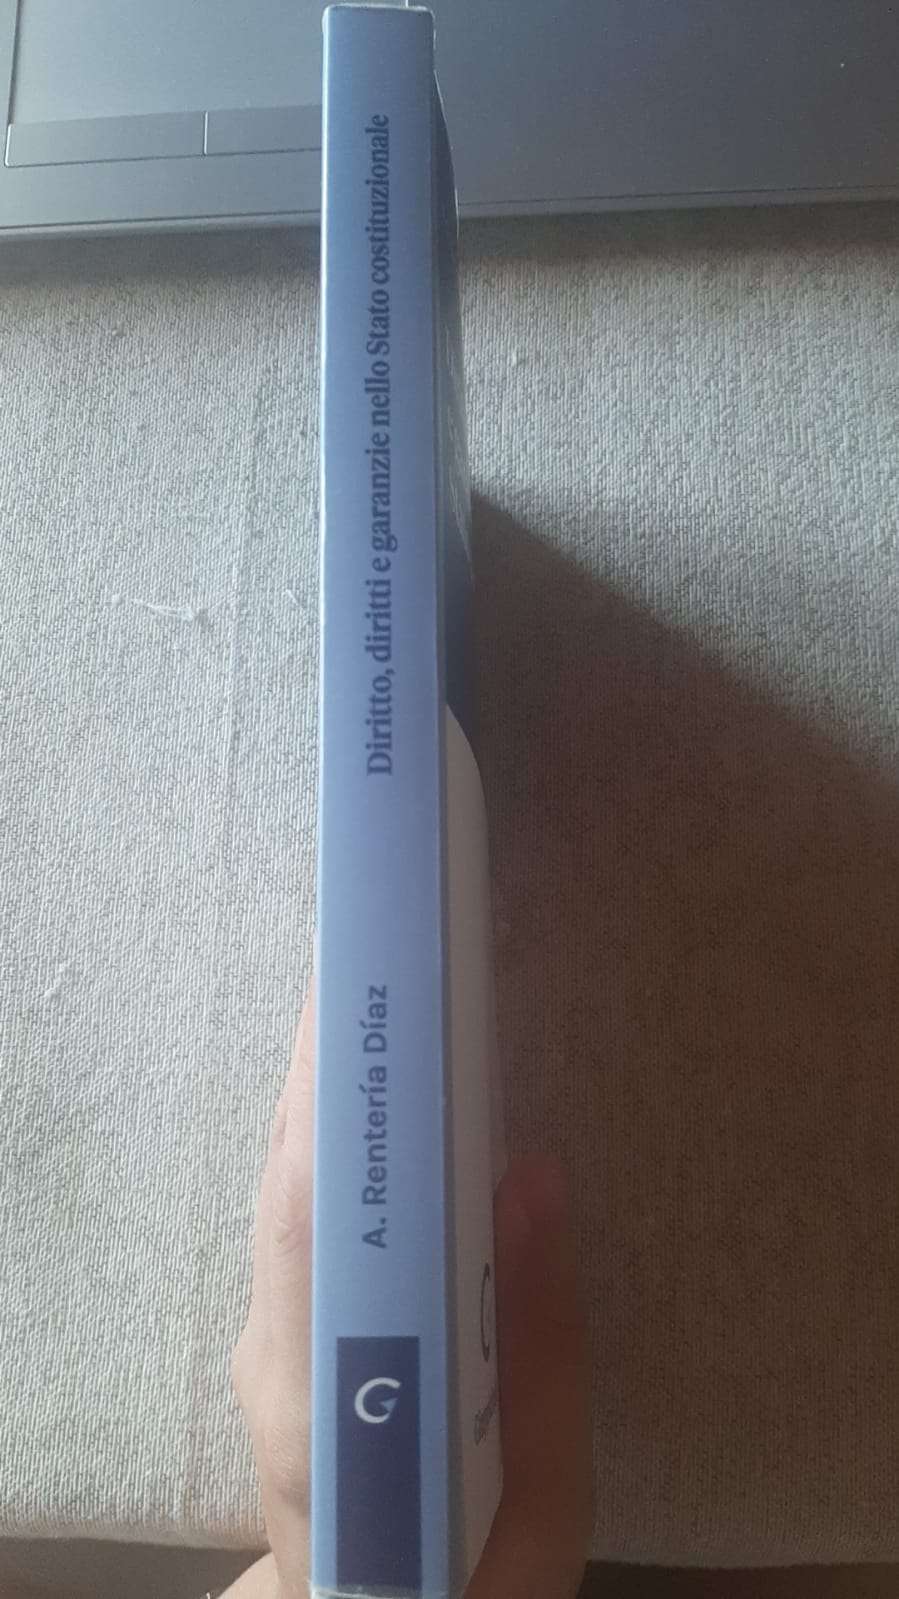 A. Rentería Díaz
Diritto, diritti e garanzie nello Stato costituzionale